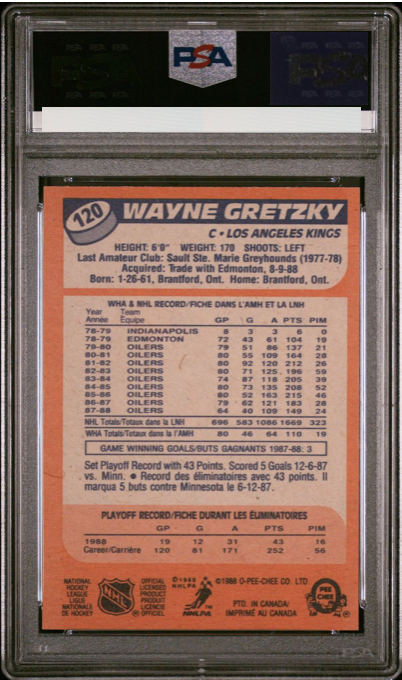 PSA
120
WAYNE GRETZKY
C • LOS ANGELES KINGS
HEIGHT: 6'0" WEIGHT: 170 SHOOTS: LEFT
Last Amateur Club: Sault Ste. Marie Greyhounds (1977-78)
Acquired: Trade with Edmonton, 8-9-88
Born: 1-26-61, Brantford, Ont. Home: Brantford, Ont.
WHA & NHL RECORD/FICHE DANS L'AMH ET LA LNH
Year Team
Année Equipe GP G A PTS PIM
78-79 INDIANAPOLIS 8 3 3 6 0
78-79 EDMONTON 72 43 61 104 19
79-80 OILERS 79 51 86 137 21
80-81 OILERS 80 55 109 164 28
81-82 OILERS 80 92 120 212 26
82-83 OILERS 80 71 125 196 59
83-84 OILERS 74 87 118 205 39
84-85 OILERS 80 73 135 208 52
85-86 OILERS 80 52 163 215 46
86-87 OILERS 79 62 121 183 28
87-88 OILERS 64 40 109 149 24
NHL Totals/Totaux dans la LNH 696 583 1086 1669 323
WHA Totals/Totaux dans la l'AMH 80 46 64 110 19
GAME WINNING GOALS/BUTS GAGNANTS 1987-88: 3
Set Playoff Record with 43 Points. Scored 5 Goals 12-6-87
vs. Minn. • Record des éliminatoires avec 43 points. Il
marqua 5 buts contre Minnesota le 6-12-87.
PLAYOFF RECORD/FICHE DURANT LES ÉLIMINATOIRES
GP G A PTS PIM
1988 19 12 31 43 16
Career/Carrière 120 81 171 252 56
NATIONAL
HOCKEY
LEAGUE
LIGUE
NATIONALE
DE HOCKEY
NHL
OFFICIAL
LICENSED
PRODUCT
PRODUIT
LICENCIE
OFFICIEL
© 1988
NHLPA
NHLPA
©1988 O-PEE-CHEE CO. LTD.
PTD. IN CANADA/
IMPRIMÉ AU CANADA
O
PEE
CHEE
PSA